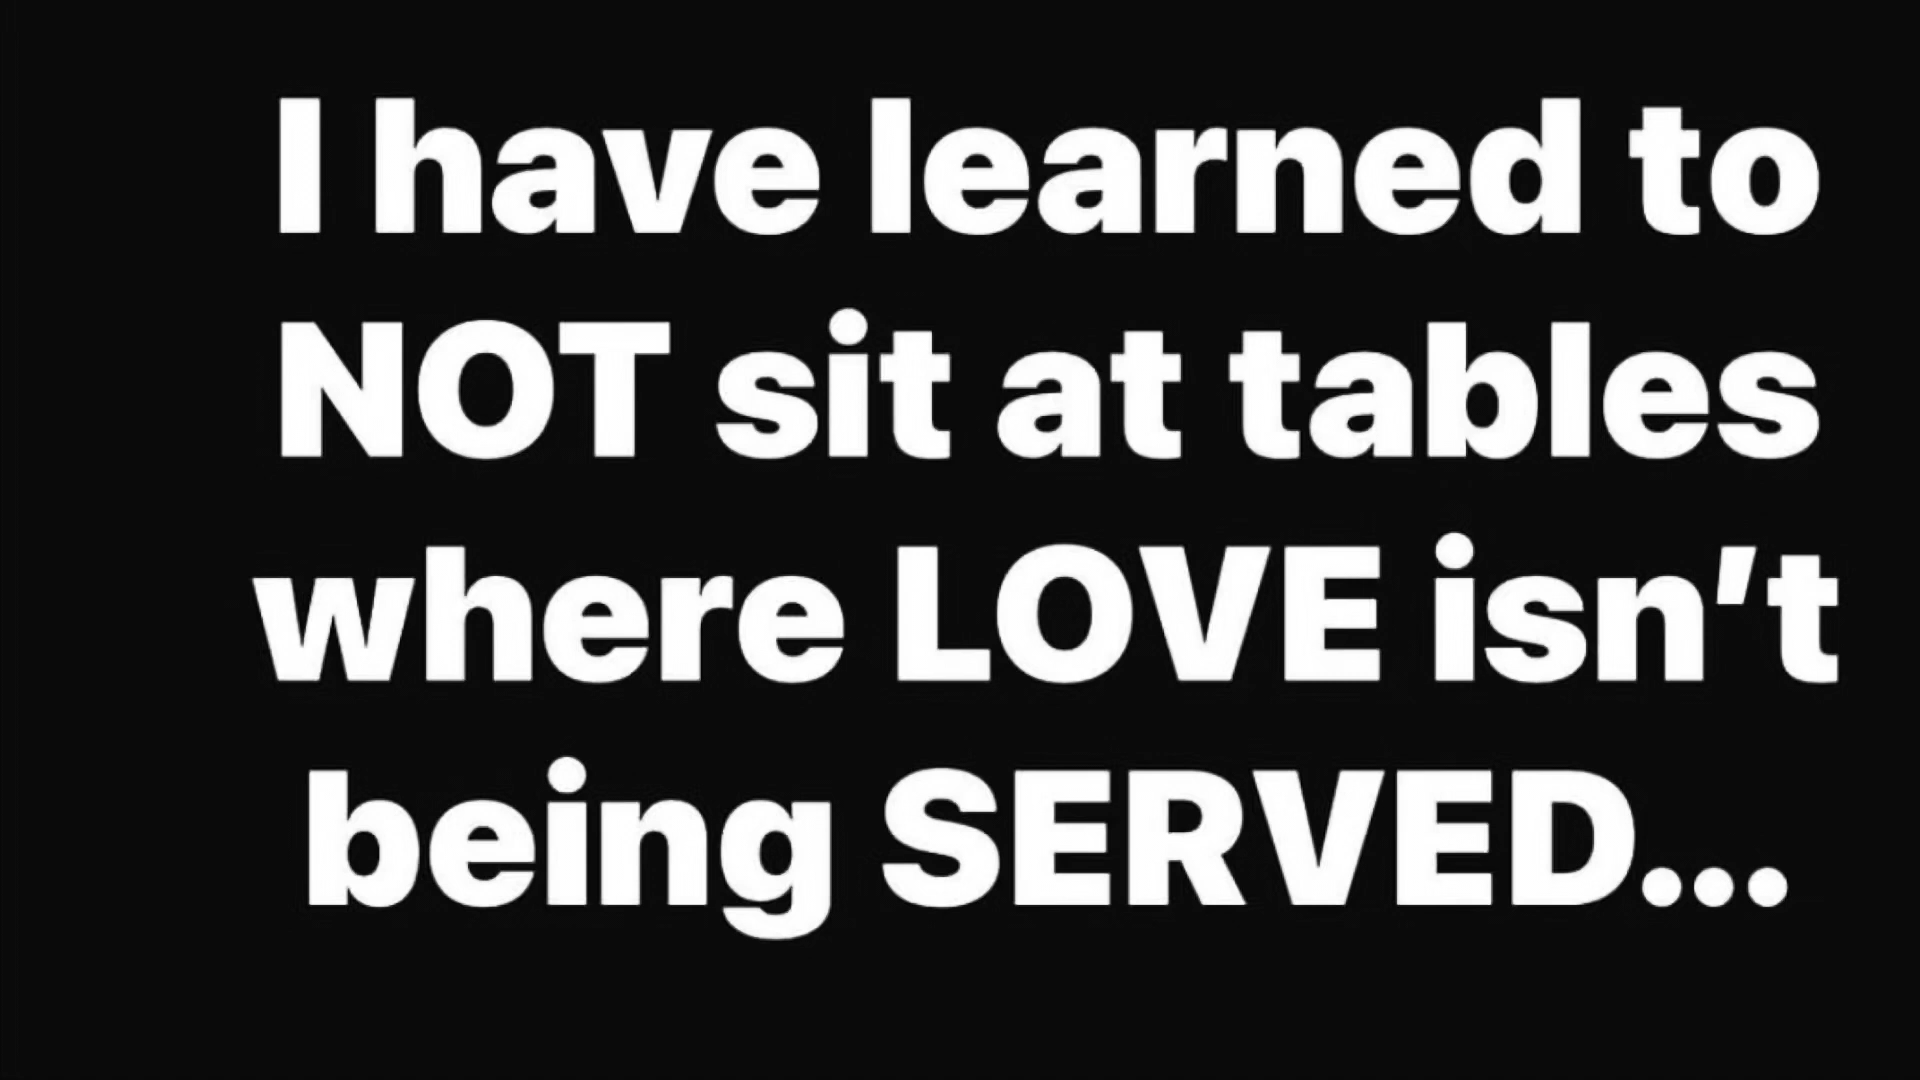 I have learned to
NOT sit at tables
where LOVE isn’t
being SERVED...